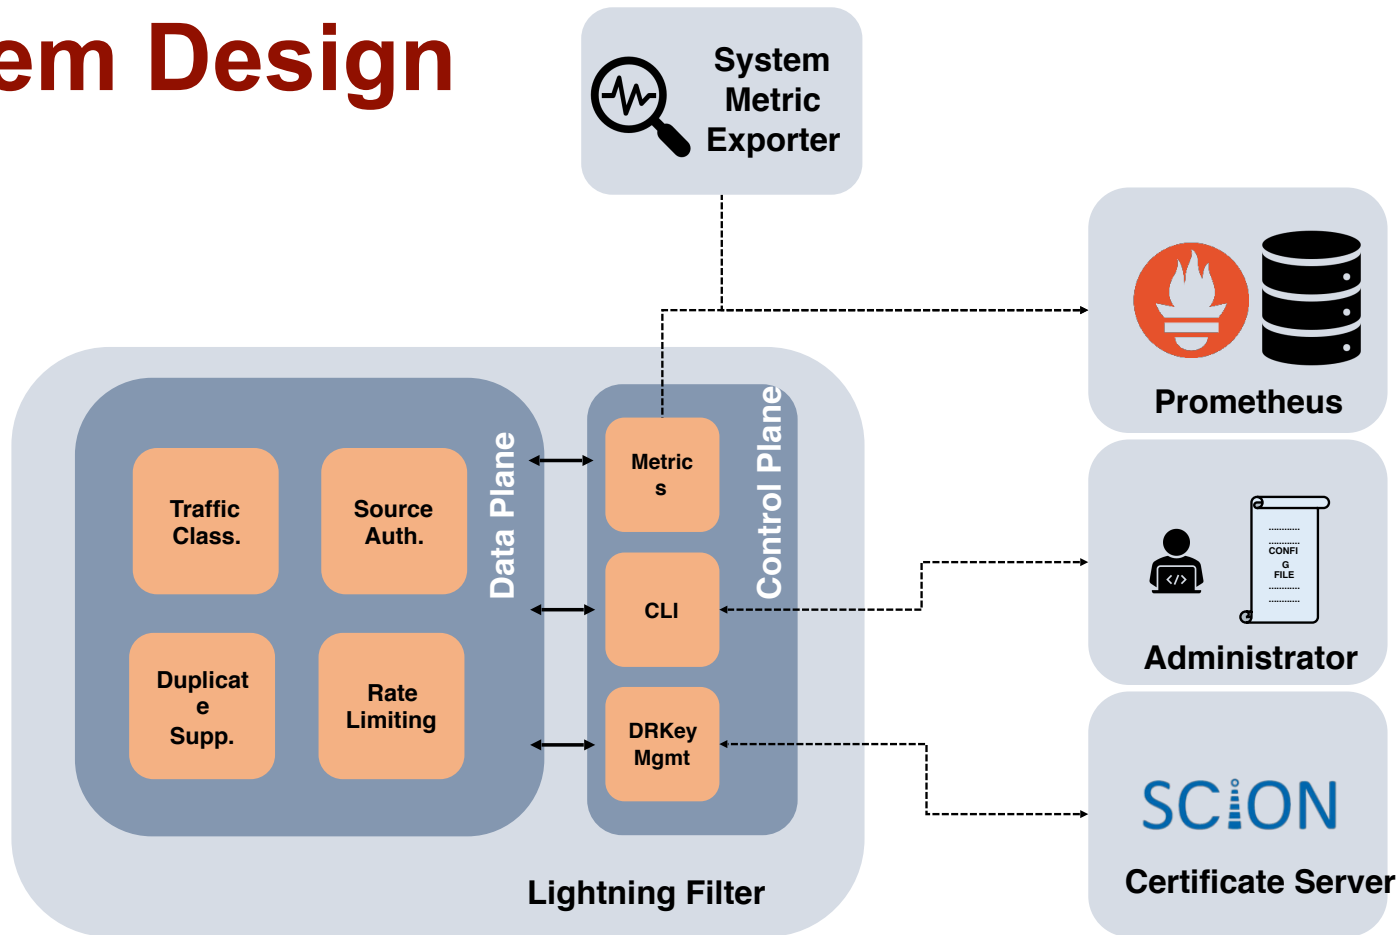 em Design
System
Metric
Exporter
Prometheus
Data Plane
Control Plane
Traffic
Class.
Source
Auth.
Duplicat
e
Supp.
Rate
Limiting
Metric
s
CLI
DRKey
Mgmt
Lightning Filter
............
............
CONFI
G
FILE
............
............
</>
Administrator
SCION
Certificate Server